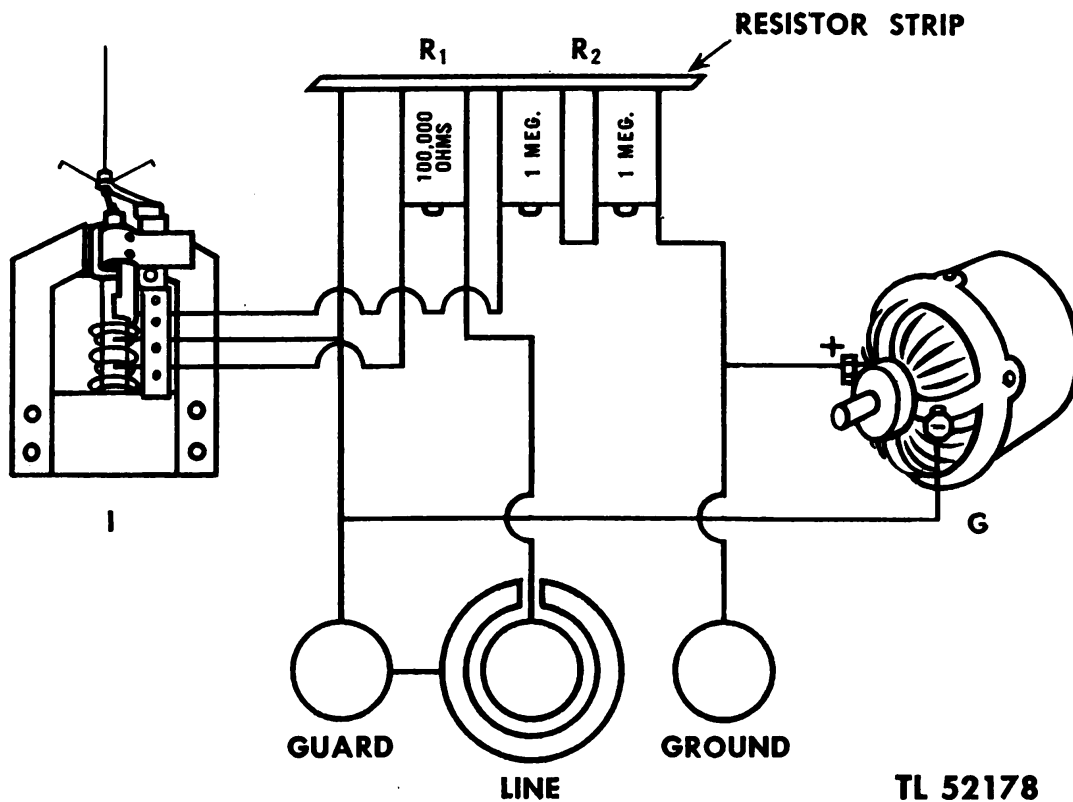 RESISTOR STRIP
R1 R2
100,000 OHMS
1 MEG.
1 MEG.
+
−
I
G
GUARD
LINE
GROUND
TL 52178